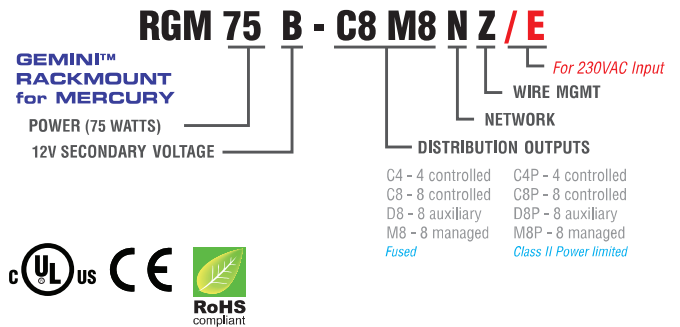 RGM 75 B - C8 M8 N Z / E
GEMINI™
RACKMOUNT
for MERCURY
For 230VAC Input
WIRE MGMT
NETWORK
POWER (75 WATTS)
12V SECONDARY VOLTAGE
DISTRIBUTION OUTPUTS
C4 - 4 controlled C4P - 4 controlled
C8 - 8 controlled C8P - 8 controlled
D8 - 8 auxiliary D8P - 8 auxiliary
M8 - 8 managed M8P - 8 managed
Fused Class II Power limited
c UL US CE
RoHS
compliant